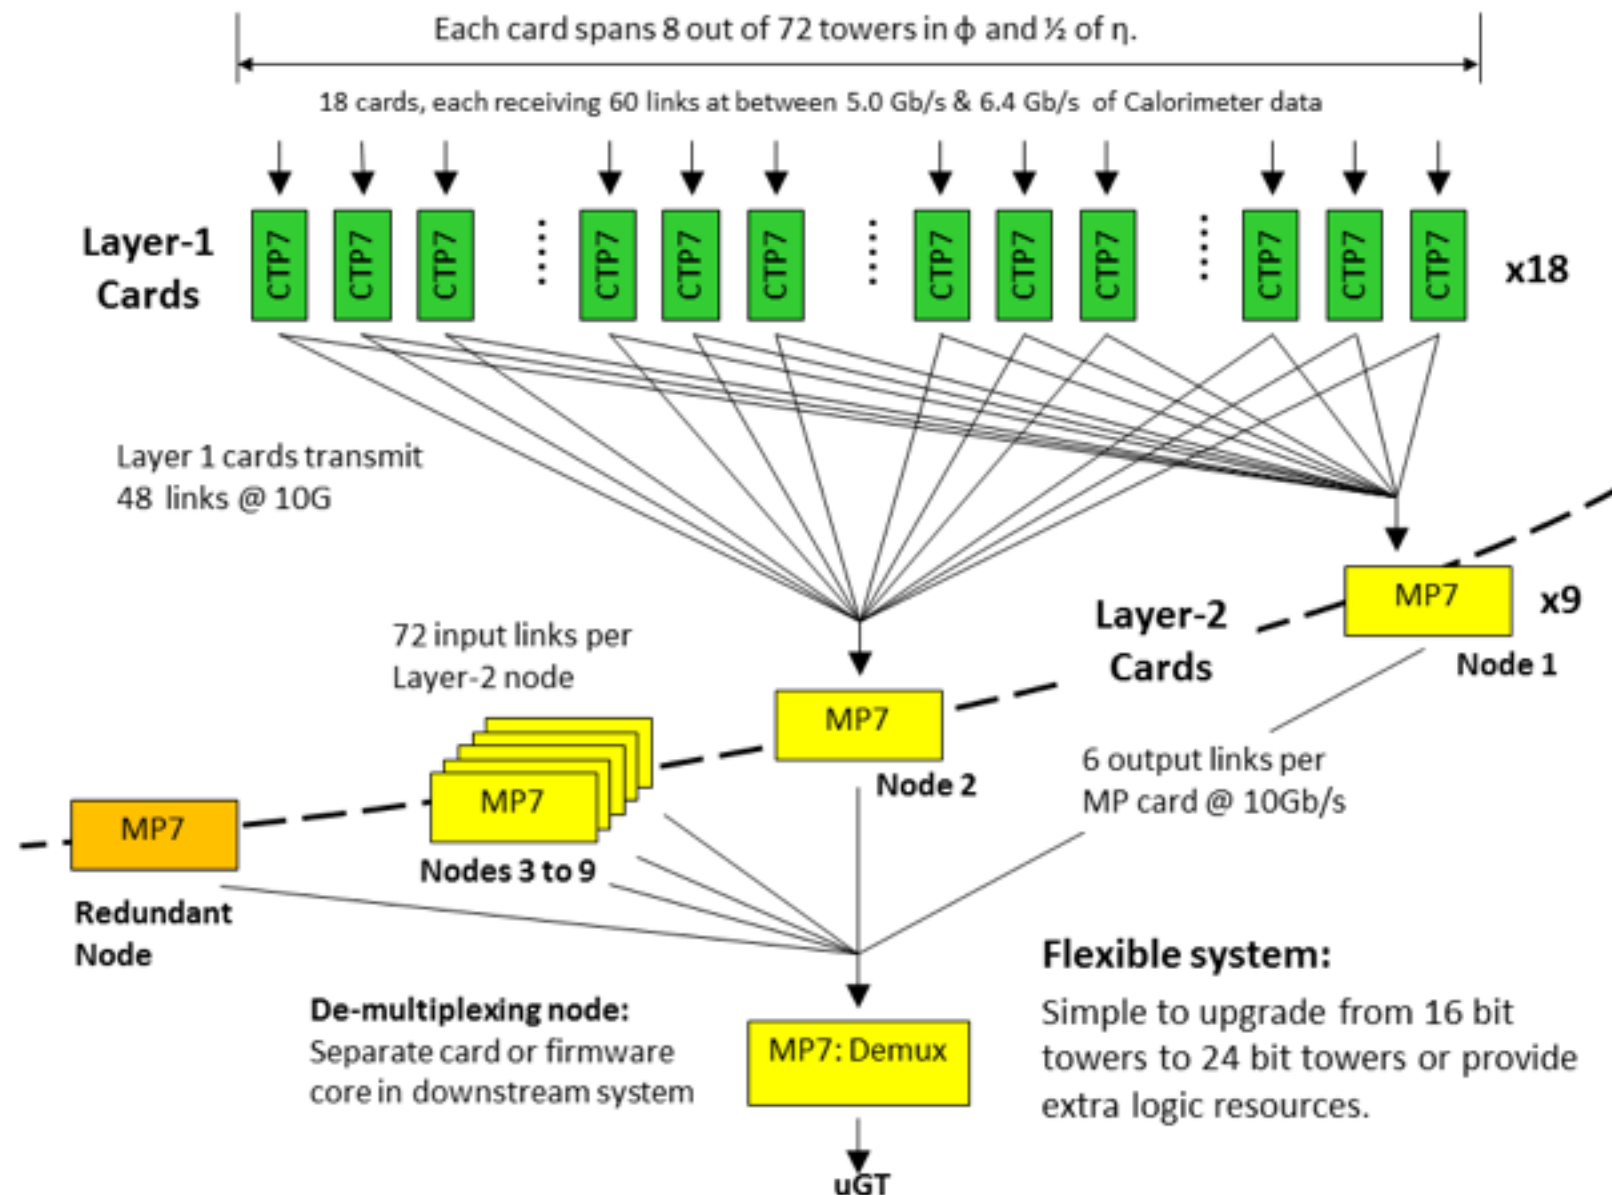 Each card spans 8 out of 72 towers in ϕ and ½ of η.
18 cards, each receiving 60 links at between 5.0 Gb/s & 6.4 Gb/s of Calorimeter data
Layer-1
Cards
CTP7
CTP7
CTP7
CTP7
CTP7
CTP7
CTP7
CTP7
CTP7
CTP7
CTP7
CTP7
x18
Layer 1 cards transmit
48 links @ 10G
MP7
x9
Node 1
Layer-2
Cards
72 input links per
Layer-2 node
MP7
Node 2
6 output links per
MP card @ 10Gb/s
MP7
Nodes 3 to 9
MP7
Redundant
Node
De-multiplexing node:
Separate card or firmware
core in downstream system
MP7: Demux
uGT
Flexible system:
Simple to upgrade from 16 bit
towers to 24 bit towers or provide
extra logic resources.